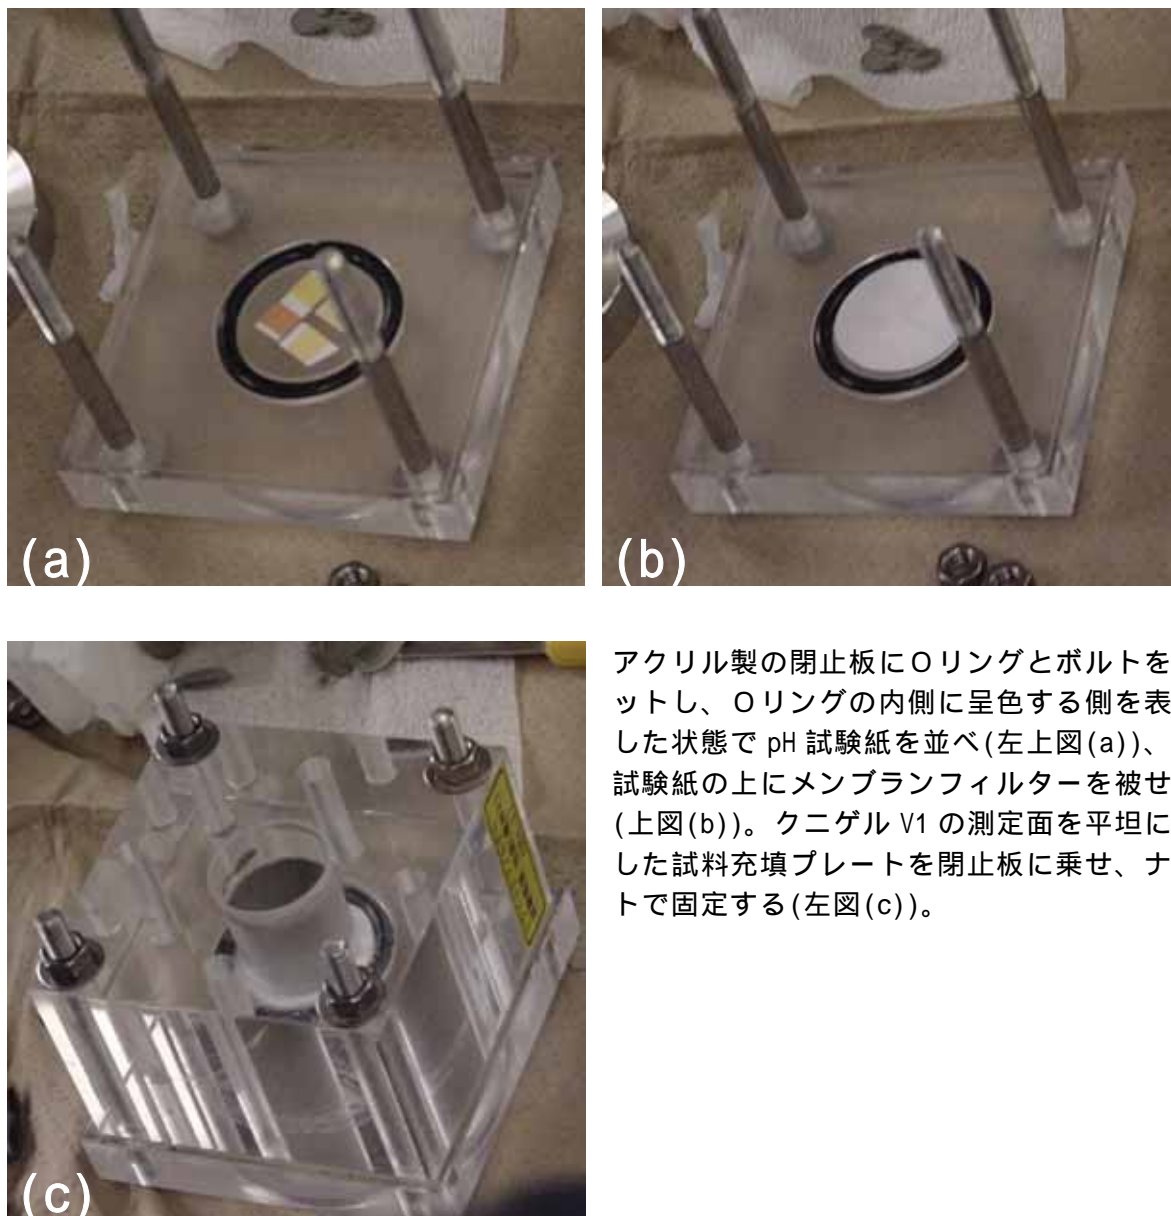 (a)
(b)
アクリル製の閉止板にOリングとボルトを
ットし、Oリングの内側に呈色する側を表
した状態で pH 試験紙を並べ(左上図(a))、
試験紙の上にメンブランフィルターを被せ
(上図(b))。クニゲル V1 の測定面を平坦に
した試料充填プレートを閉止板に乗せ、ナ
トで固定する(左図(c))。
(c)